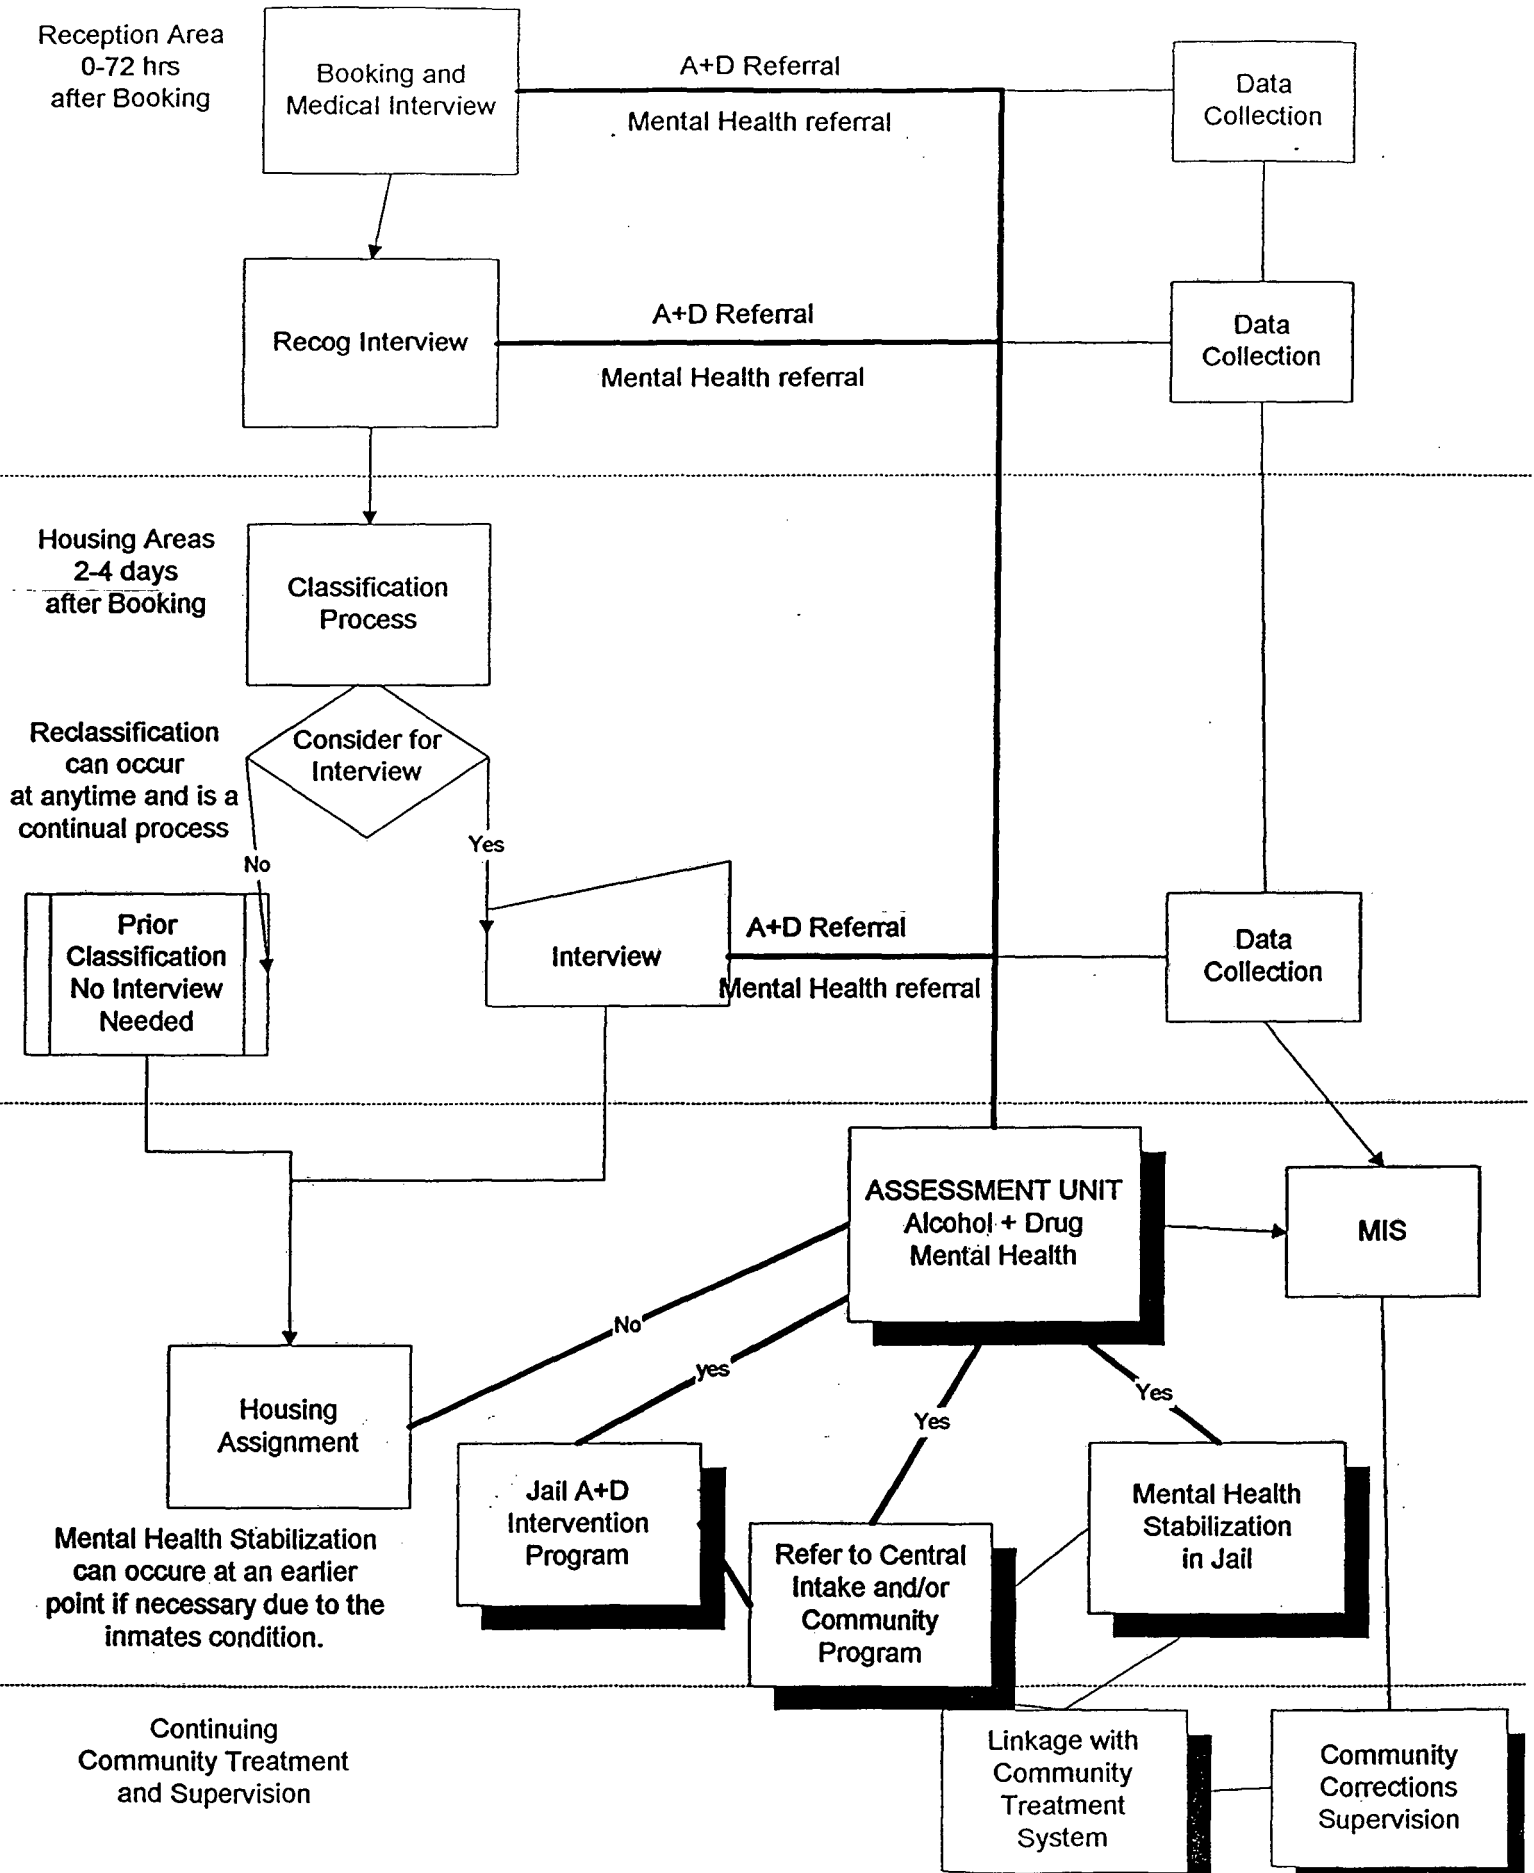 Reception Area
0-72 hrs
after Booking
Booking and
Medical Interview
A+D Referral
Mental Health referral
Data
Collection
Recog Interview
A+D Referral
Mental Health referral
Data
Collection
Housing Areas
2-4 days
after Booking
Classification
Process
Reclassification
can occur
at anytime and is a
continual process
Consider for
Interview
No
Yes
Prior
Classification
No Interview
Needed
Interview
A+D Referral
Mental Health referral
Data
Collection
ASSESSMENT UNIT
Alcohol + Drug
Mental Health
MIS
No
yes
Yes
Yes
Housing
Assignment
Jail A+D
Intervention
Program
Refer to Central
Intake and/or
Community
Program
Mental Health
Stabilization
in Jail
Mental Health Stabilization
can occure at an earlier
point if necessary due to the
inmates condition.
Continuing
Community Treatment
and Supervision
Linkage with
Community
Treatment
System
Community
Corrections
Supervision